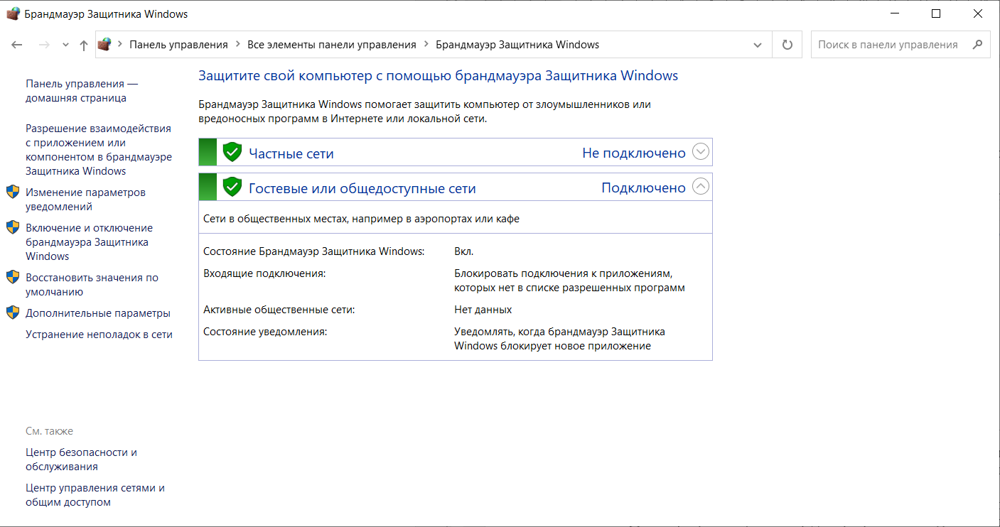 Брандмауэр Защитника Windows
Панель управления
Все элементы панели управления
Брандмауэр Защитника Windows
Поиск в панели управления
Панель управления —
домашняя страница
Разрешение взаимодействия
с приложением или
компонентом в брандмауэре
Защитника Windows
Изменение параметров
уведомлений
Включение и отключение
брандмауэра Защитника
Windows
Восстановить значения по
умолчанию
Дополнительные параметры
Устранение неполадок в сети
См. также
Центр безопасности и
обслуживания
Центр управления сетями и
общим доступом
Защитите свой компьютер с помощью брандмауэра Защитника Windows
Брандмауэр Защитника Windows помогает защитить компьютер от злоумышленников или
вредоносных программ в Интернете или локальной сети.
Частные сети Не подключено
Гостевые или общедоступные сети Подключено
Сети в общественных местах, например в аэропортах или кафе
Состояние Брандмауэр Защитника Windows: Вкл.
Входящие подключения: Блокировать подключения к приложениям,
которых нет в списке разрешенных программ
Активные общественные сети: Нет данных
Состояние уведомления: Уведомлять, когда брандмауэр Защитника
Windows блокирует новое приложение